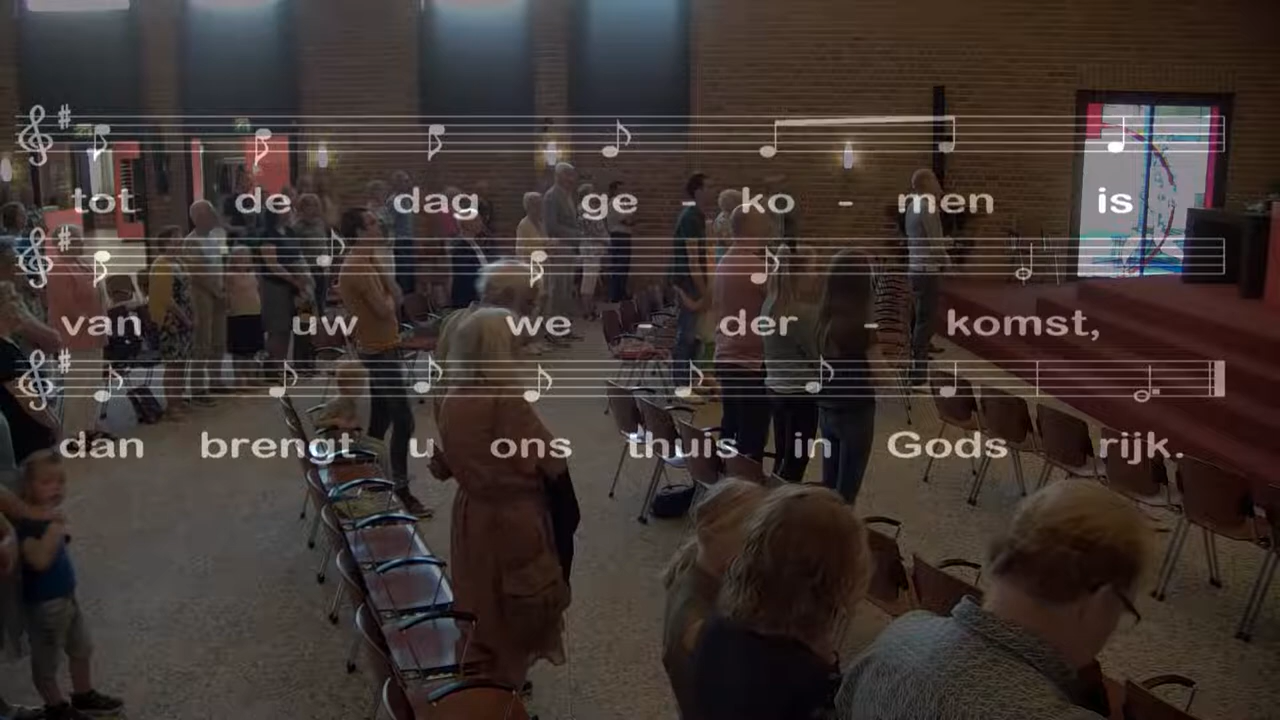 tot de dag ge - ko - men is
van uw we - der - komst,
dan brengt u ons thuis in Gods rijk.